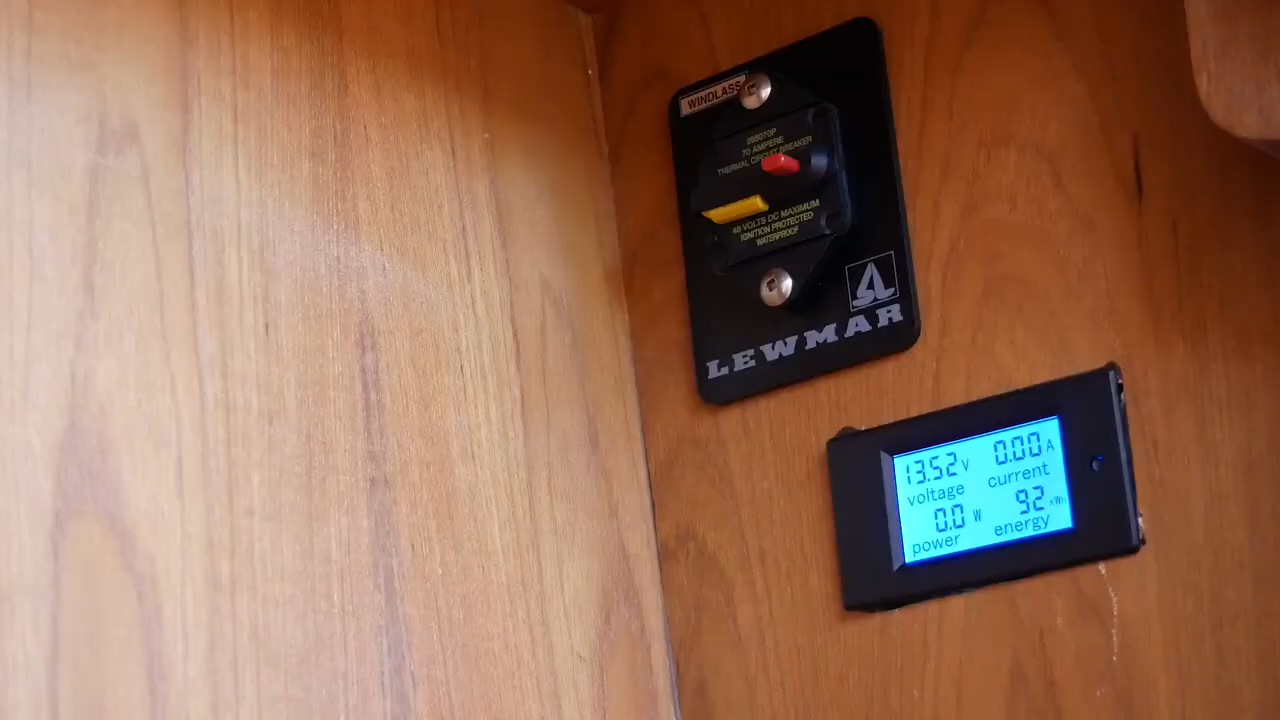 WINDLASS
70 AMPERE
THERMAL CIRCUIT BREAKER
48 VOLTS DC MAXIMUM
IGNITION PROTECTED
WATERPROOF
LEWMAR
13.52 V
voltage
0.00 A
current
0.0 W
power
92 KWh
energy